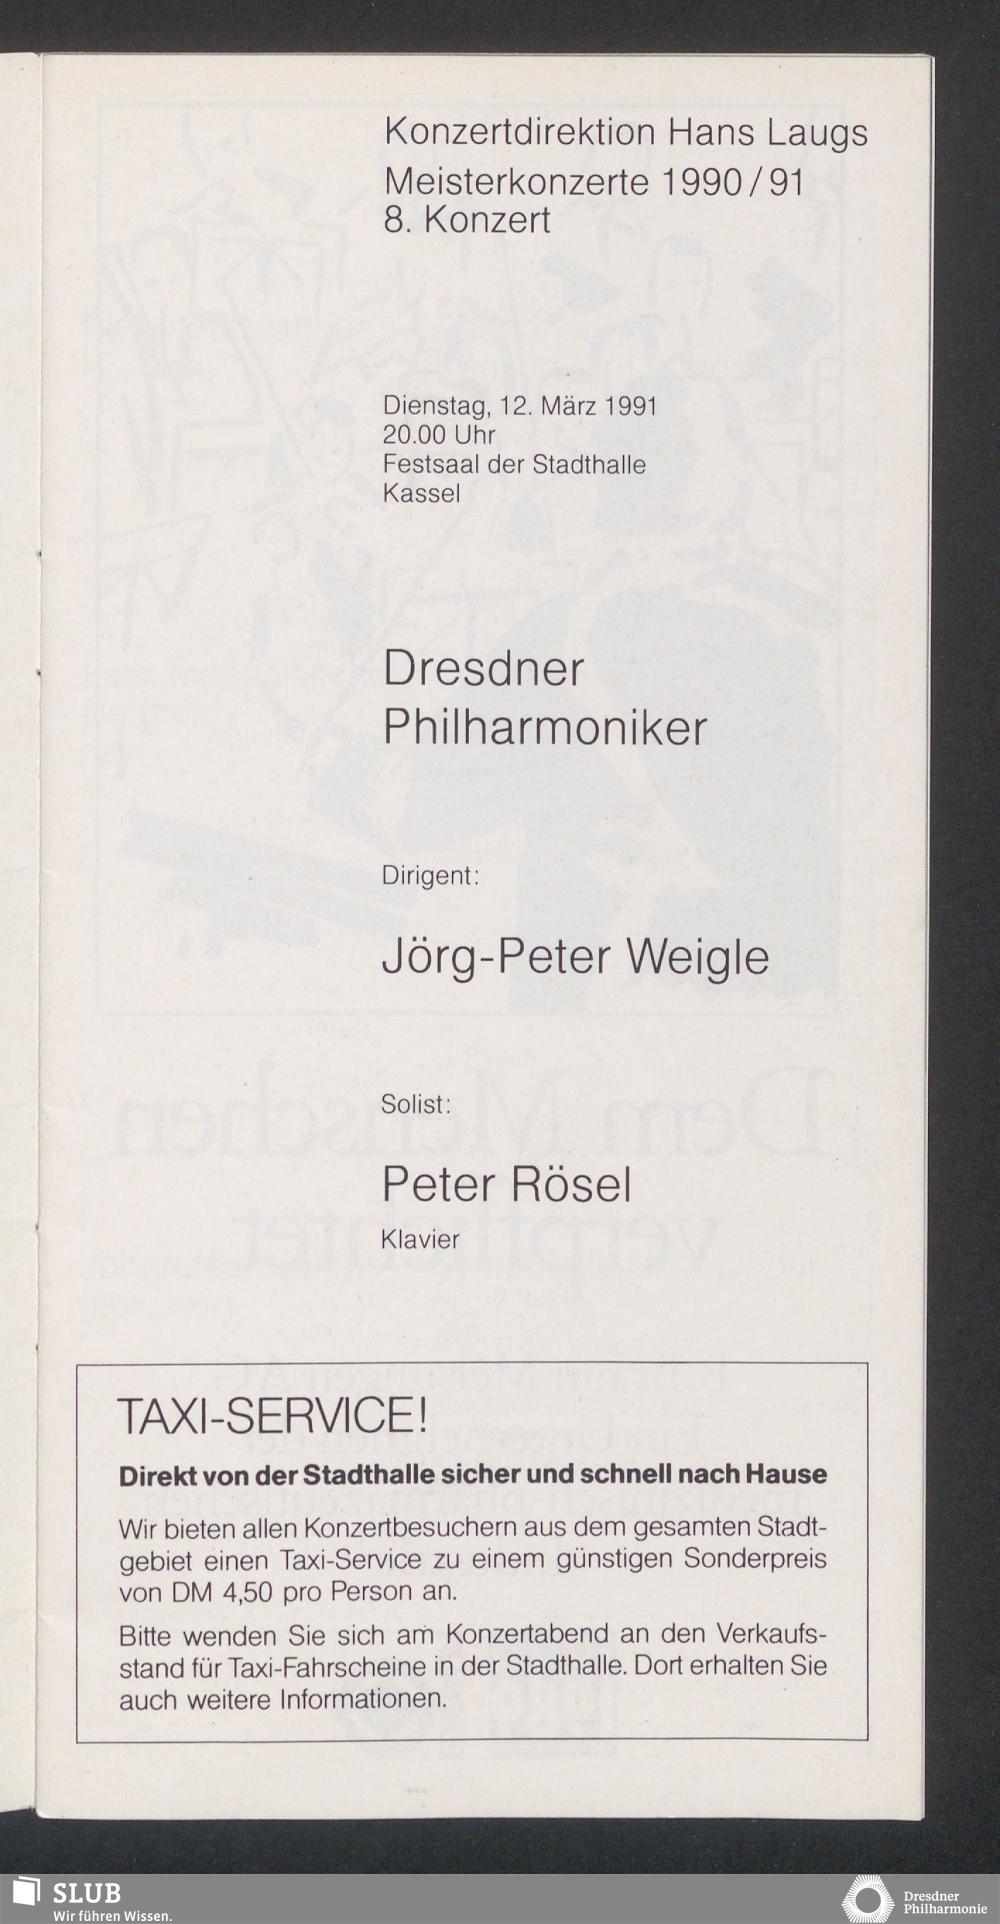 Konzertdirektion Hans Laugs
Meisterkonzerte 1990/91
8. Konzert
Dienstag, 12. März 1991
20.00 Uhr
Festsaal der Stadthalle
Kassel
Dresdner
Philharmoniker
Dirigent:
Jörg-Peter Weigle
Solist:
Peter Rösel
Klavier
TAXI-SERVICE!
Direkt von der Stadthalle sicher und schnell nach Hause
Wir bieten allen Konzertbesuchern aus dem gesamten Stadt-
gebiet einen Taxi-Service zu einem günstigen Sonderpreis
von DM 4,50 pro Person an.
Bitte wenden Sie sich am Konzertabend an den Verkaufs-
stand für Taxi-Fahrscheine in der Stadthalle. Dort erhalten Sie
auch weitere Informationen.
SLUB
Wir führen Wissen.
Dresdner
Philharmonie